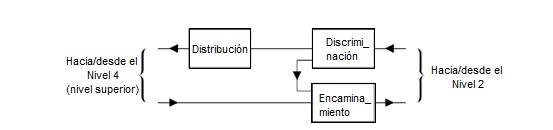 Distribución
Discrimi_
nación
Hacia/desde el
Nivel 4
(nivel superior)
Hacia/desde el
Nivel 2
Encamina_
miento